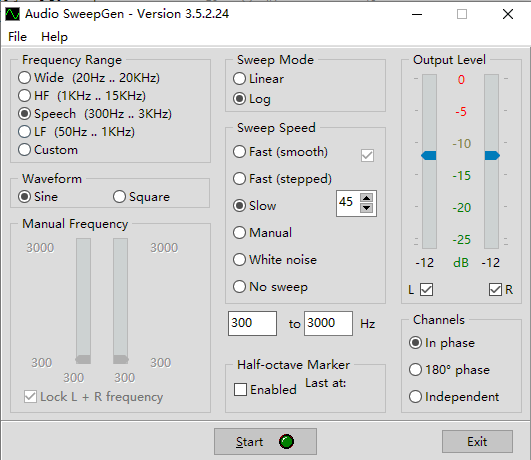 Audio SweepGen - Version 3.5.2.24
File Help
Frequency Range
Wide (20Hz .. 20KHz)
HF (1KHz .. 15KHz)
Speech (300Hz .. 3KHz)
LF (50Hz .. 1KHz)
Custom
Waveform
Sine Square
Manual Frequency
3000 3000
300 300
300 300
Lock L + R frequency
Sweep Mode
Linear
Log
Sweep Speed
Fast (smooth)
Fast (stepped)
Slow 45
Manual
White noise
No sweep
300 to 3000 Hz
Half-octave Marker
Enabled Last at:
Output Level
0
-5
-10
-15
-20
-25
-12 dB -12
L R
Channels
In phase
180° phase
Independent
Start
Exit